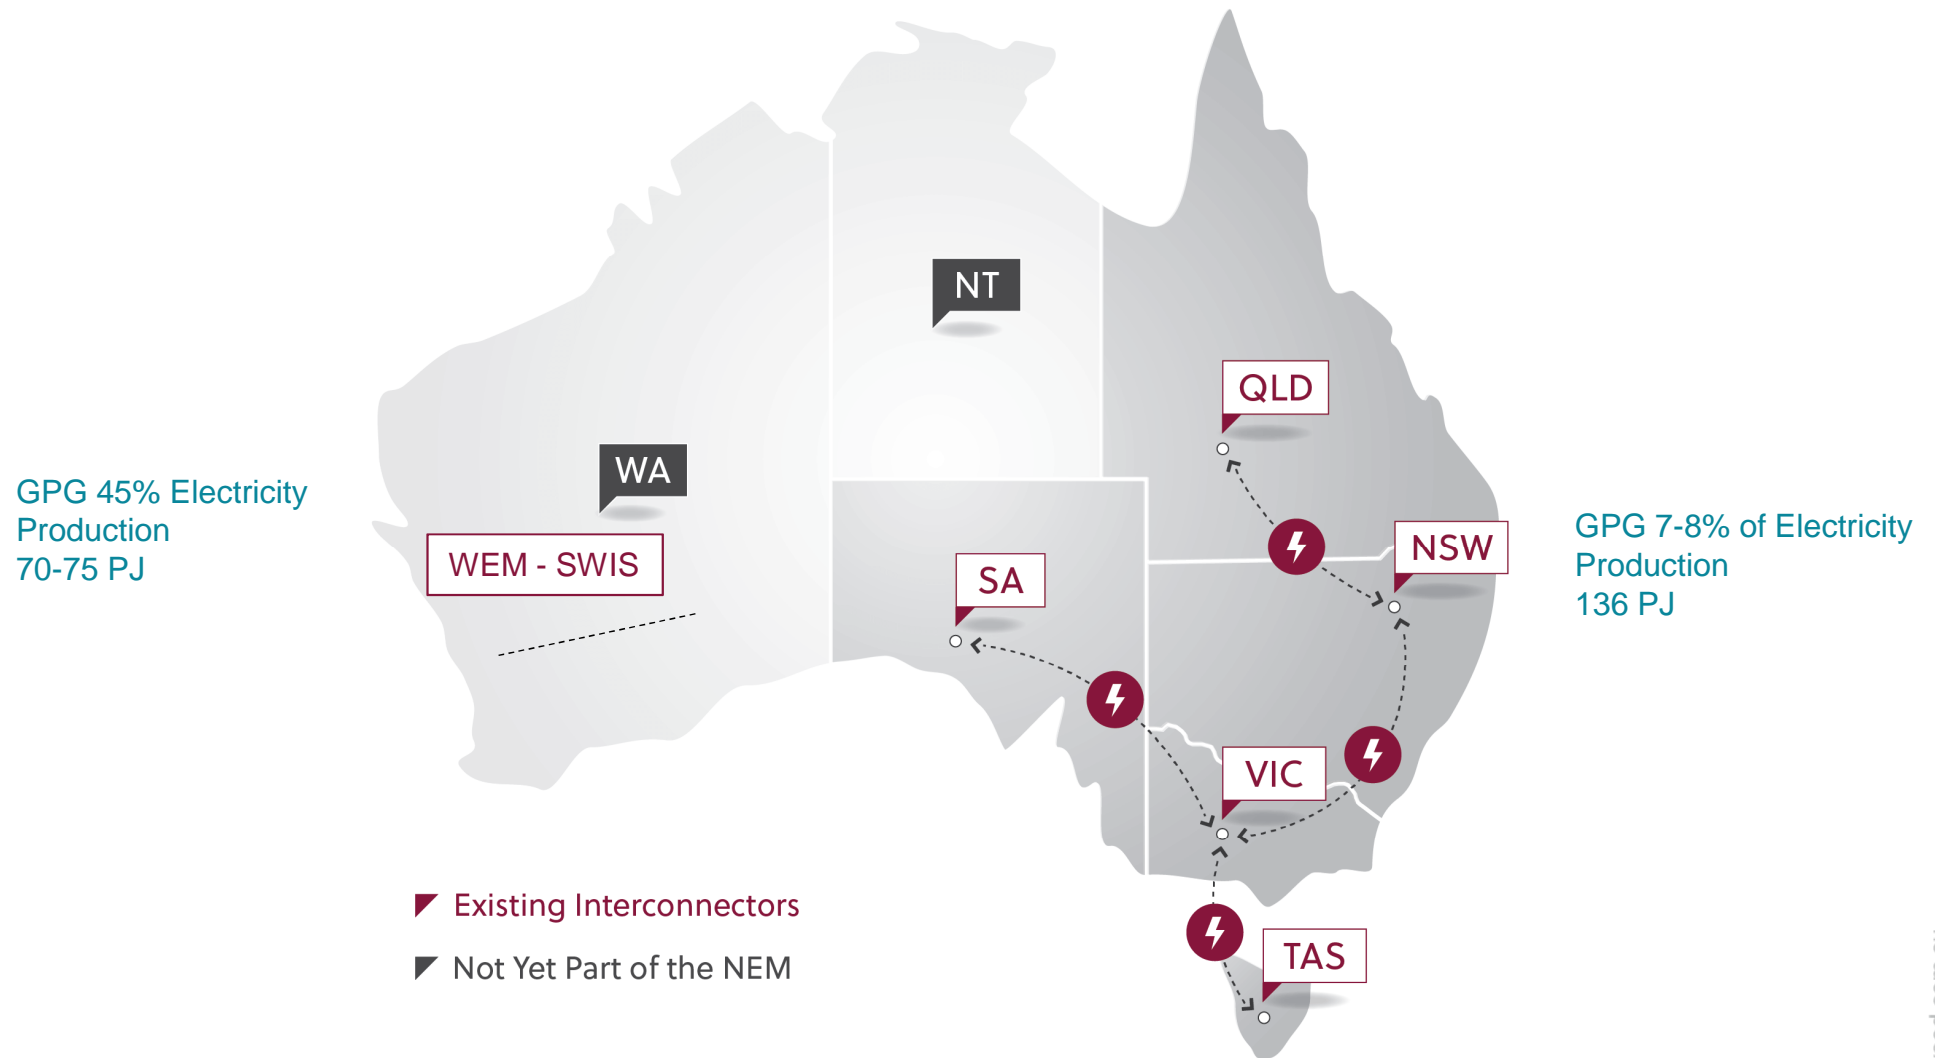 NT
QLD
WA
GPG 45% Electricity
Production
70-75 PJ
WEM - SWIS
SA
NSW
GPG 7-8% of Electricity
Production
136 PJ
VIC
TAS
Existing Interconnectors
Not Yet Part of the NEM